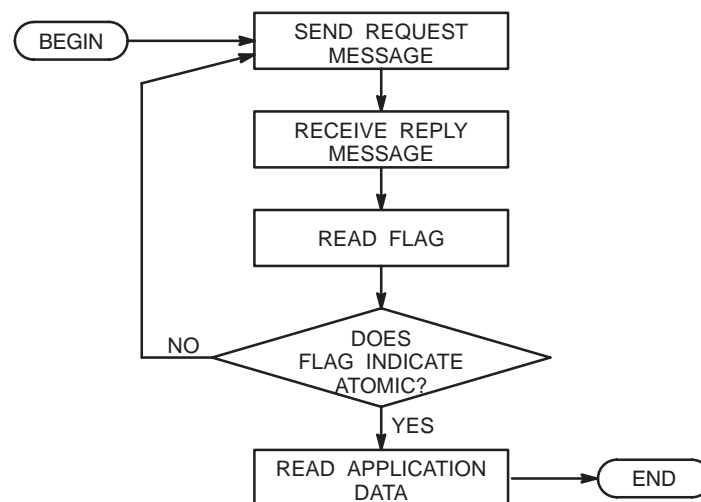 BEGIN
SEND REQUEST
MESSAGE
RECEIVE REPLY
MESSAGE
READ FLAG
DOES
FLAG INDICATE
ATOMIC?
NO
YES
READ APPLICATION
DATA
END